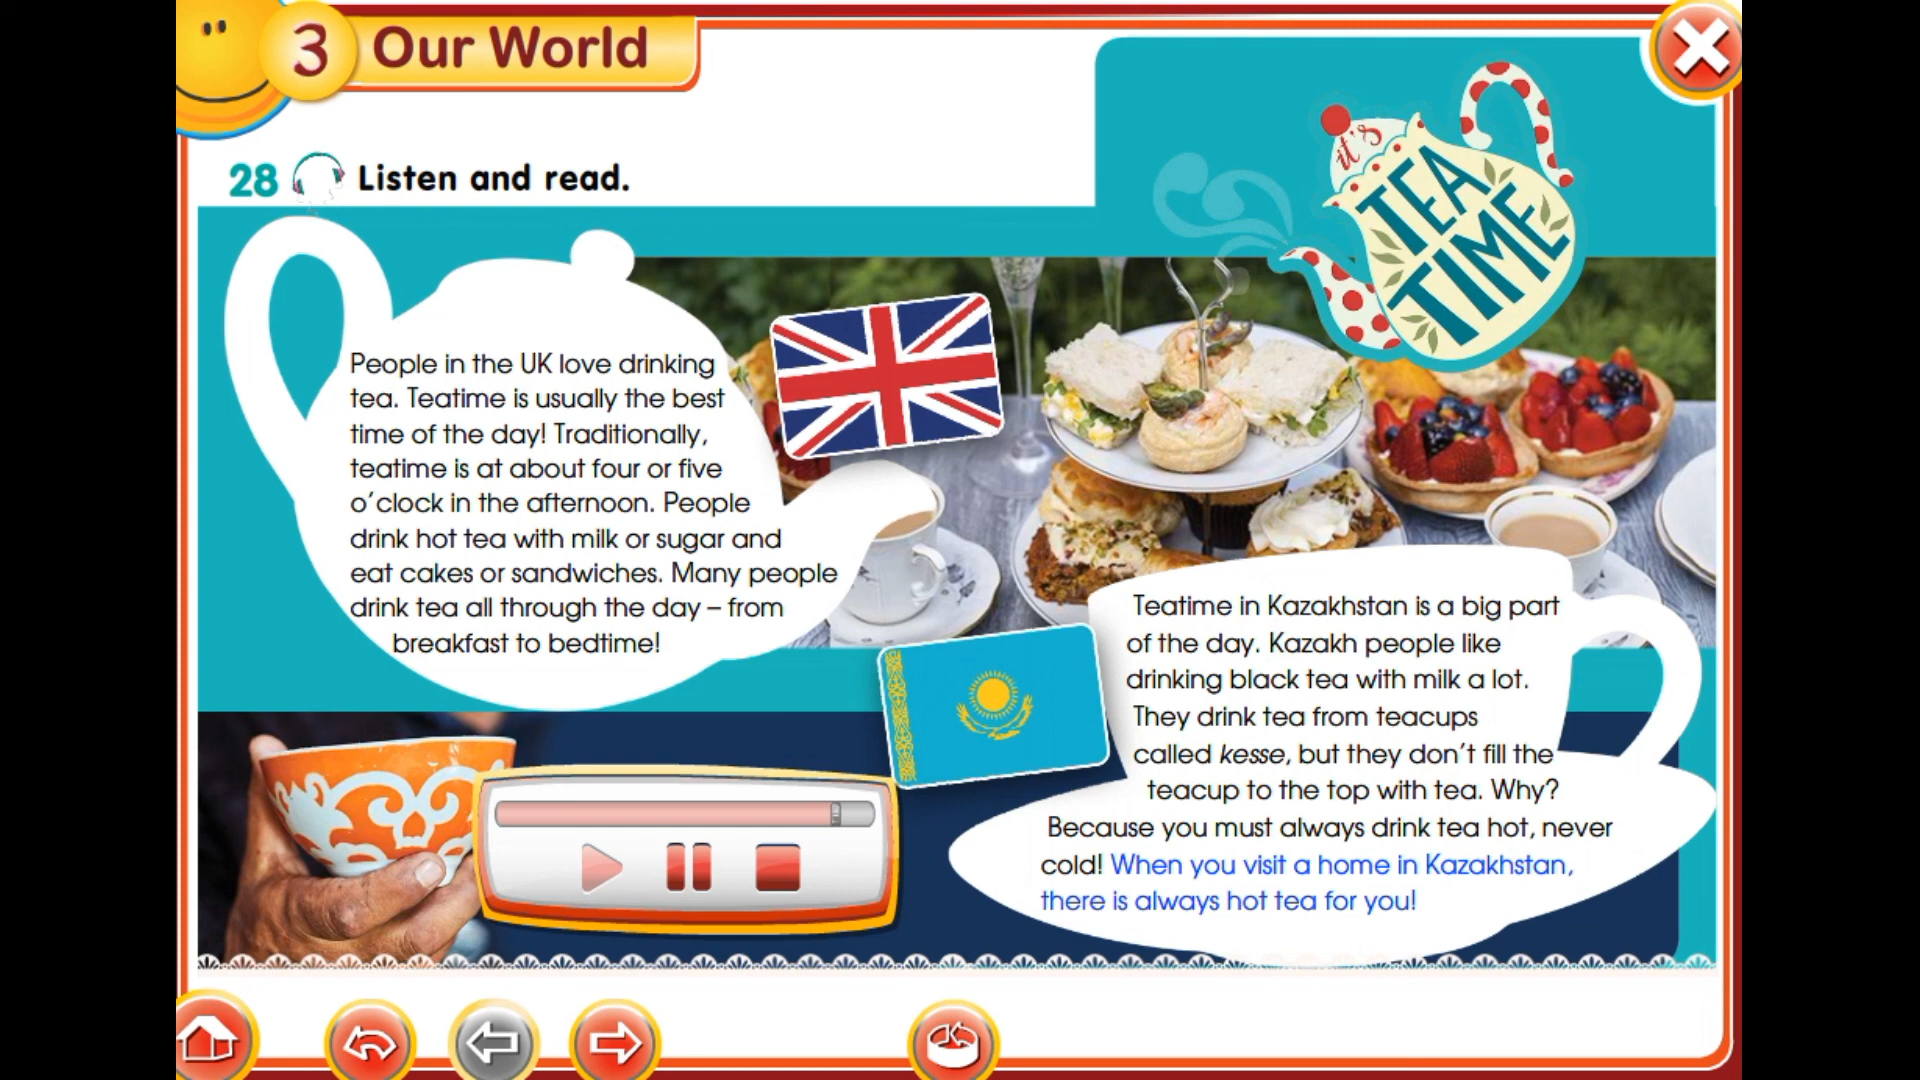 3 Our World
28 Listen and read.
it's
TEA
TIME
People in the UK love drinking
tea. Teatime is usually the best
time of the day! Traditionally,
teatime is at about four or five
o'clock in the afternoon. People
drink hot tea with milk or sugar and
eat cakes or sandwiches. Many people
drink tea all through the day – from
breakfast to bedtime!
Teatime in Kazakhstan is a big part
of the day. Kazakh people like
drinking black tea with milk a lot.
They drink tea from teacups
called kesse, but they don't fill the
teacup to the top with tea. Why?
Because you must always drink tea hot, never
cold! When you visit a home in Kazakhstan,
there is always hot tea for you!